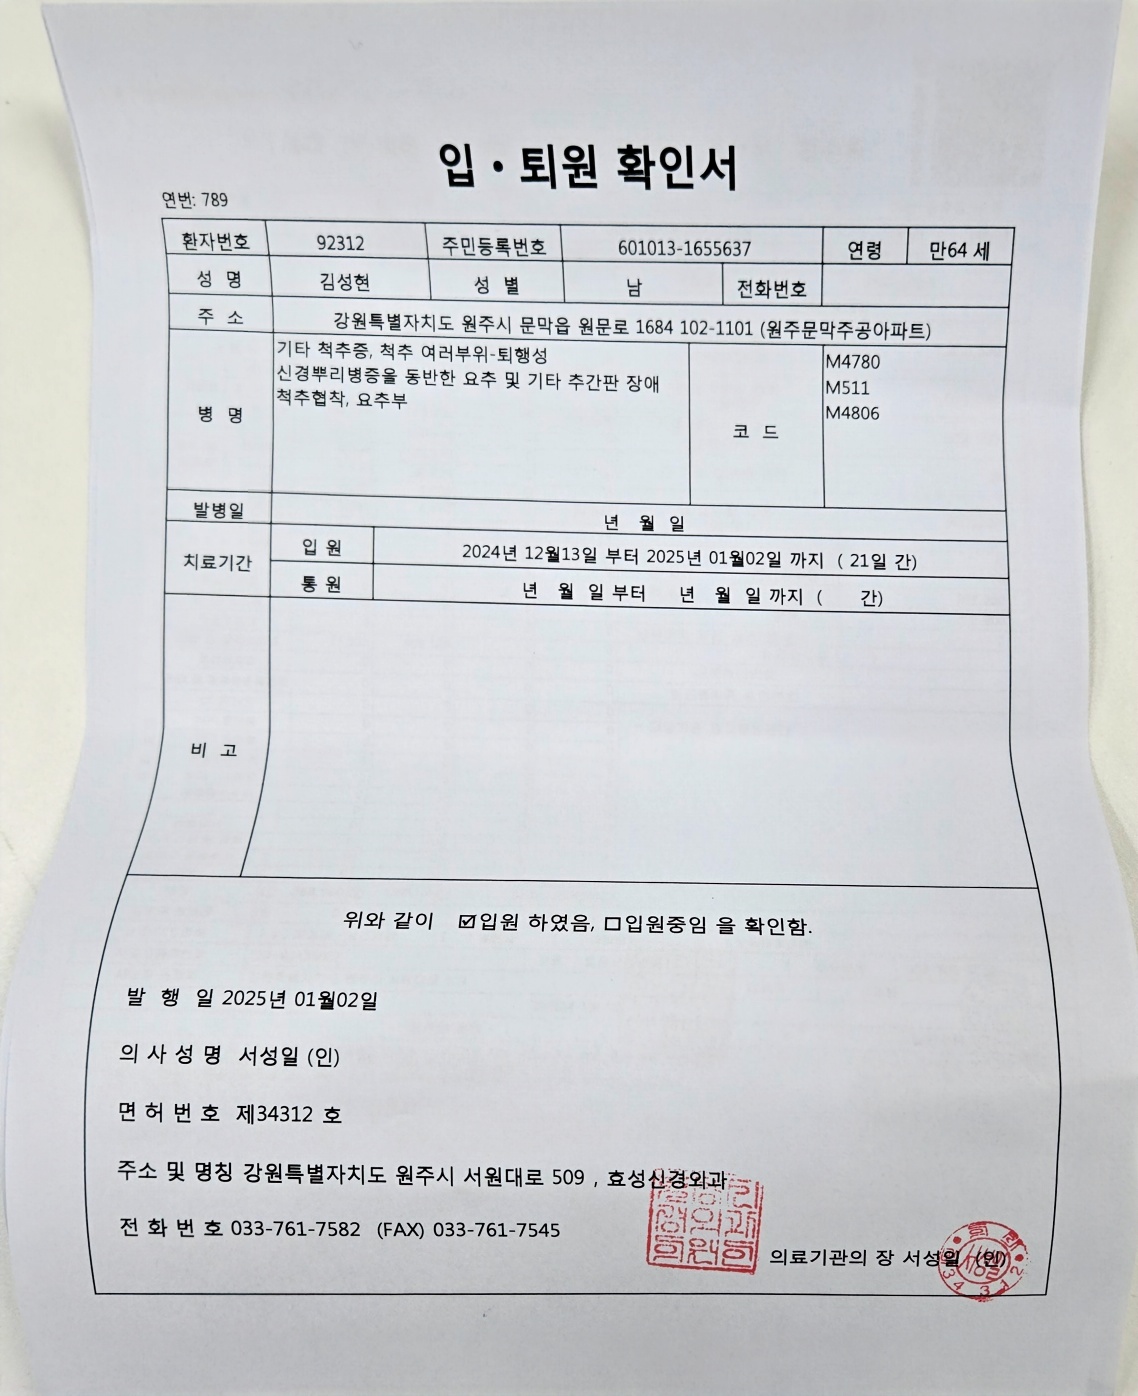 입 · 퇴원 확인서
연번: 789
환자번호 92312 주민등록번호 601013-1655637 연령 만64 세
성 명 김성현 성 별 남 전화번호
주 소 강원특별자치도 원주시 문막읍 원문로 1684 102-1101 (원주문막주공아파트)
병 명
기타 척추증, 척추 여러부위-퇴행성
신경뿌리병증을 동반한 요추 및 기타 추간판 장애
척추협착, 요추부
코 드
M4780
M511
M4806
발병일 년 월 일
치료기간
입 원 2024년 12월13일 부터 2025년 01월02일 까지 ( 21일 간)
통 원 년 월 일 부터 년 월 일 까지 ( 간)
비 고
위와 같이 ☑입원 하였음, □입원중임 을 확인함.
발 행 일 2025년 01월02일
의 사 성 명 서성일 (인)
면 허 번 호 제34312 호
주소 및 명칭 강원특별자치도 원주시 서원대로 509 , 효성신경외과
전 화 번 호 033-761-7582 (FAX) 033-761-7545
의료기관의 장 서성일 (인)